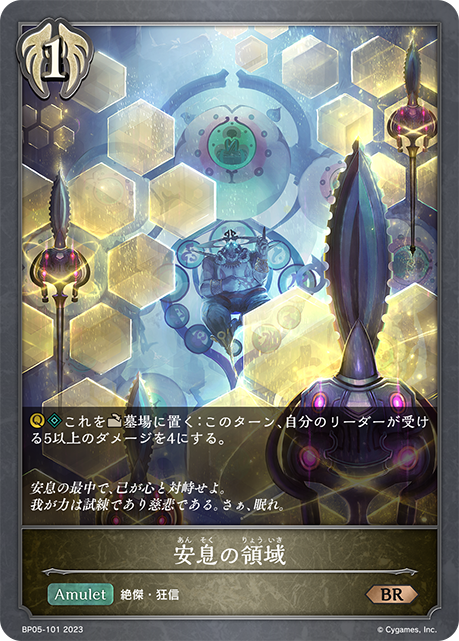 1
Q これを墓場に置く:このターン、自分のリーダーが受け
る5以上のダメージを4にする。
安息の最中で、己が心と対峙せよ。
我が力は試練であり慈悲である。さぁ、眠れ。
あん そく りょう いき
安息の領域
Amulet 絶傑・狂信 BR
BP05-101 2023 © Cygames, Inc.